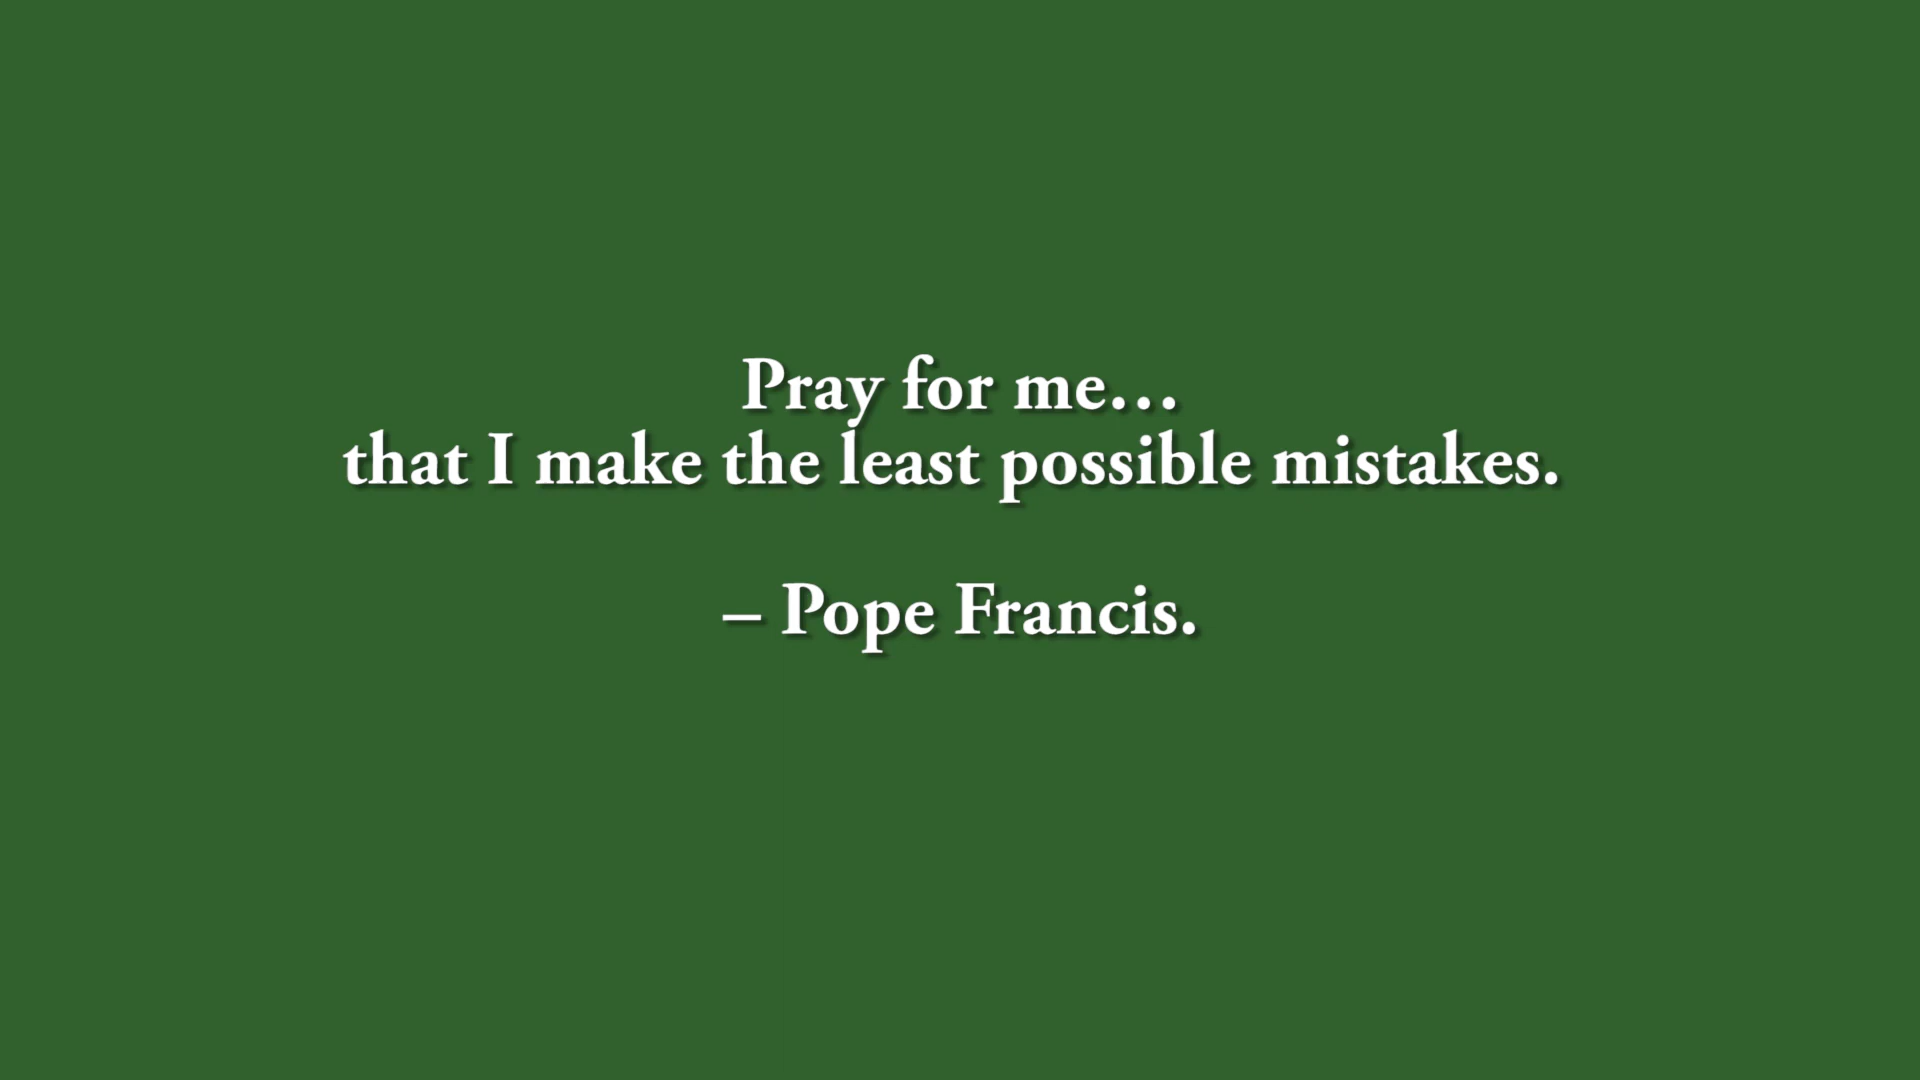 Pray for me…
that I make the least possible mistakes.
– Pope Francis.